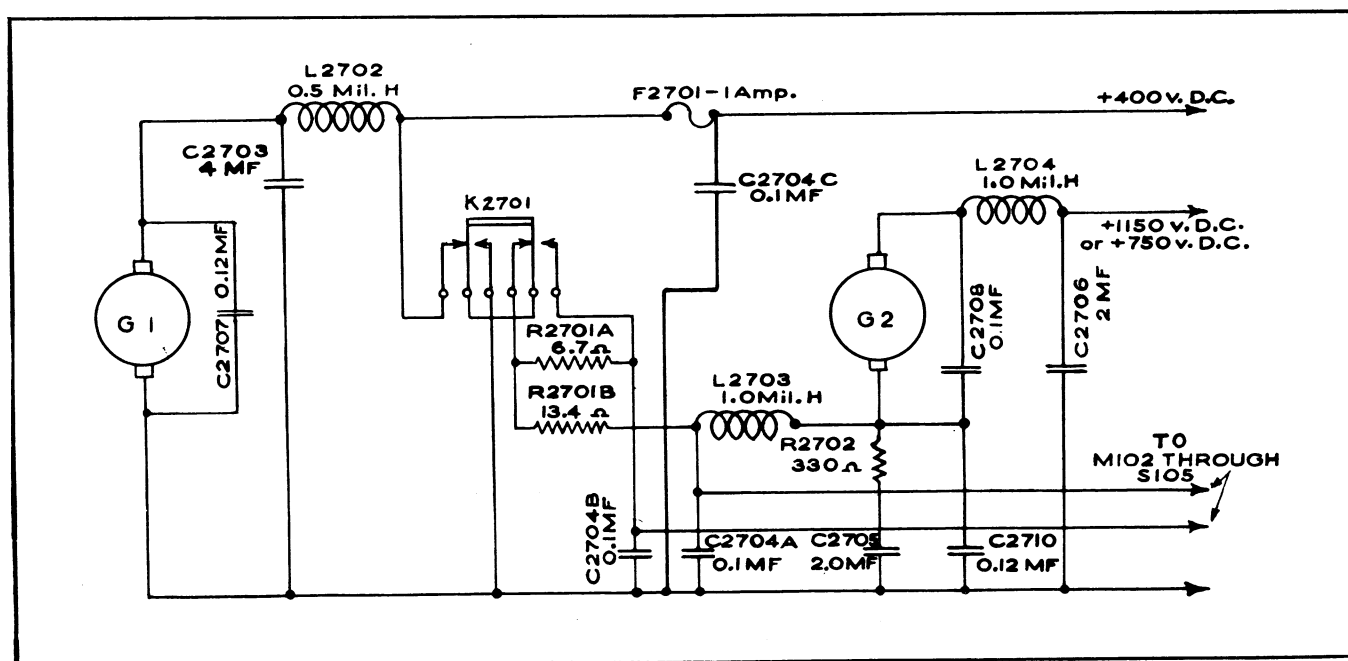 L2702
0.5 Mil. H
F2701-1Amp.
+400 v. D.C.
C2703
4 MF
K2701
C2704C
0.1MF
L2704
1.0 Mil.H
+1150 v. D.C.
or +750 v. D.C.
G 1
0.12MF
C2707
G 2
C2708
0.1MF
C2706
2 MF
R2701A
6.7Ω
R2701B
13.4 Ω
L2703
1.0Mil.H
R2702
330 Ω
TO
M102 THROUGH
S105
C2704B
0.1MF
C2704A
0.1MF
C2705
2.0MF
C2710
0.12 MF